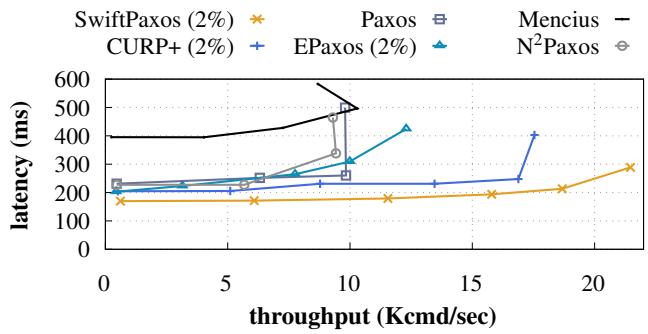 SwiftPaxos (2%) Paxos Mencius
CURP+ (2%) EPaxos (2%) N²Paxos
600
500
400
300
200
100
0
latency (ms)
0 5 10 15 20
throughput (Kcmd/sec)